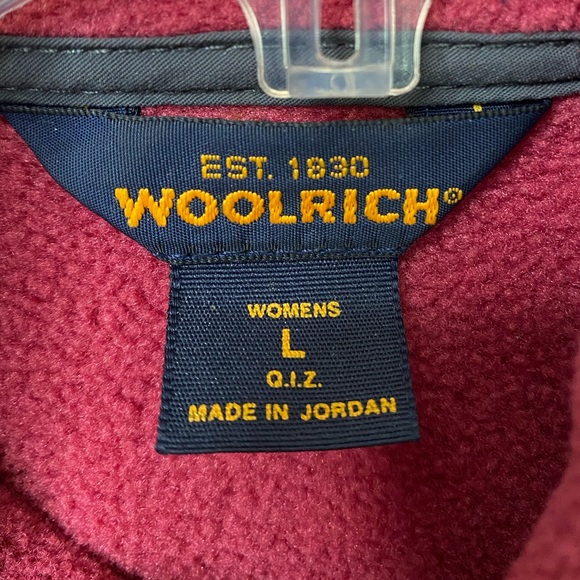 EST. 1830
WOOLRICH®
WOMENS
L
Q.I.Z.
MADE IN JORDAN